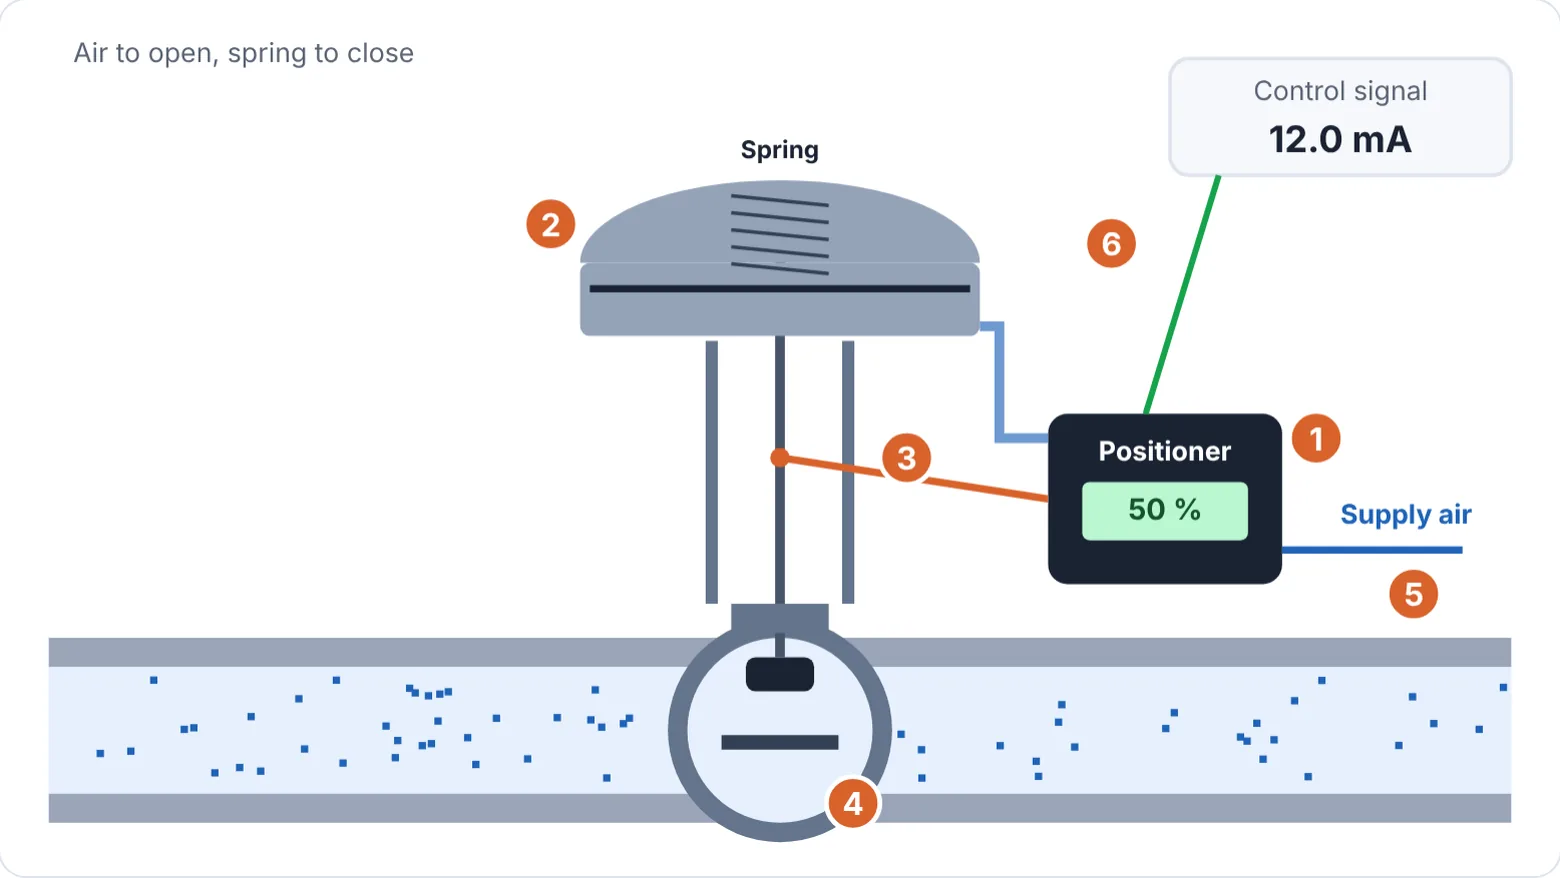 Air to open, spring to close
Control signal
12.0 mA
Spring
2
6
1
Positioner
3
50 %
Supply air
5
4